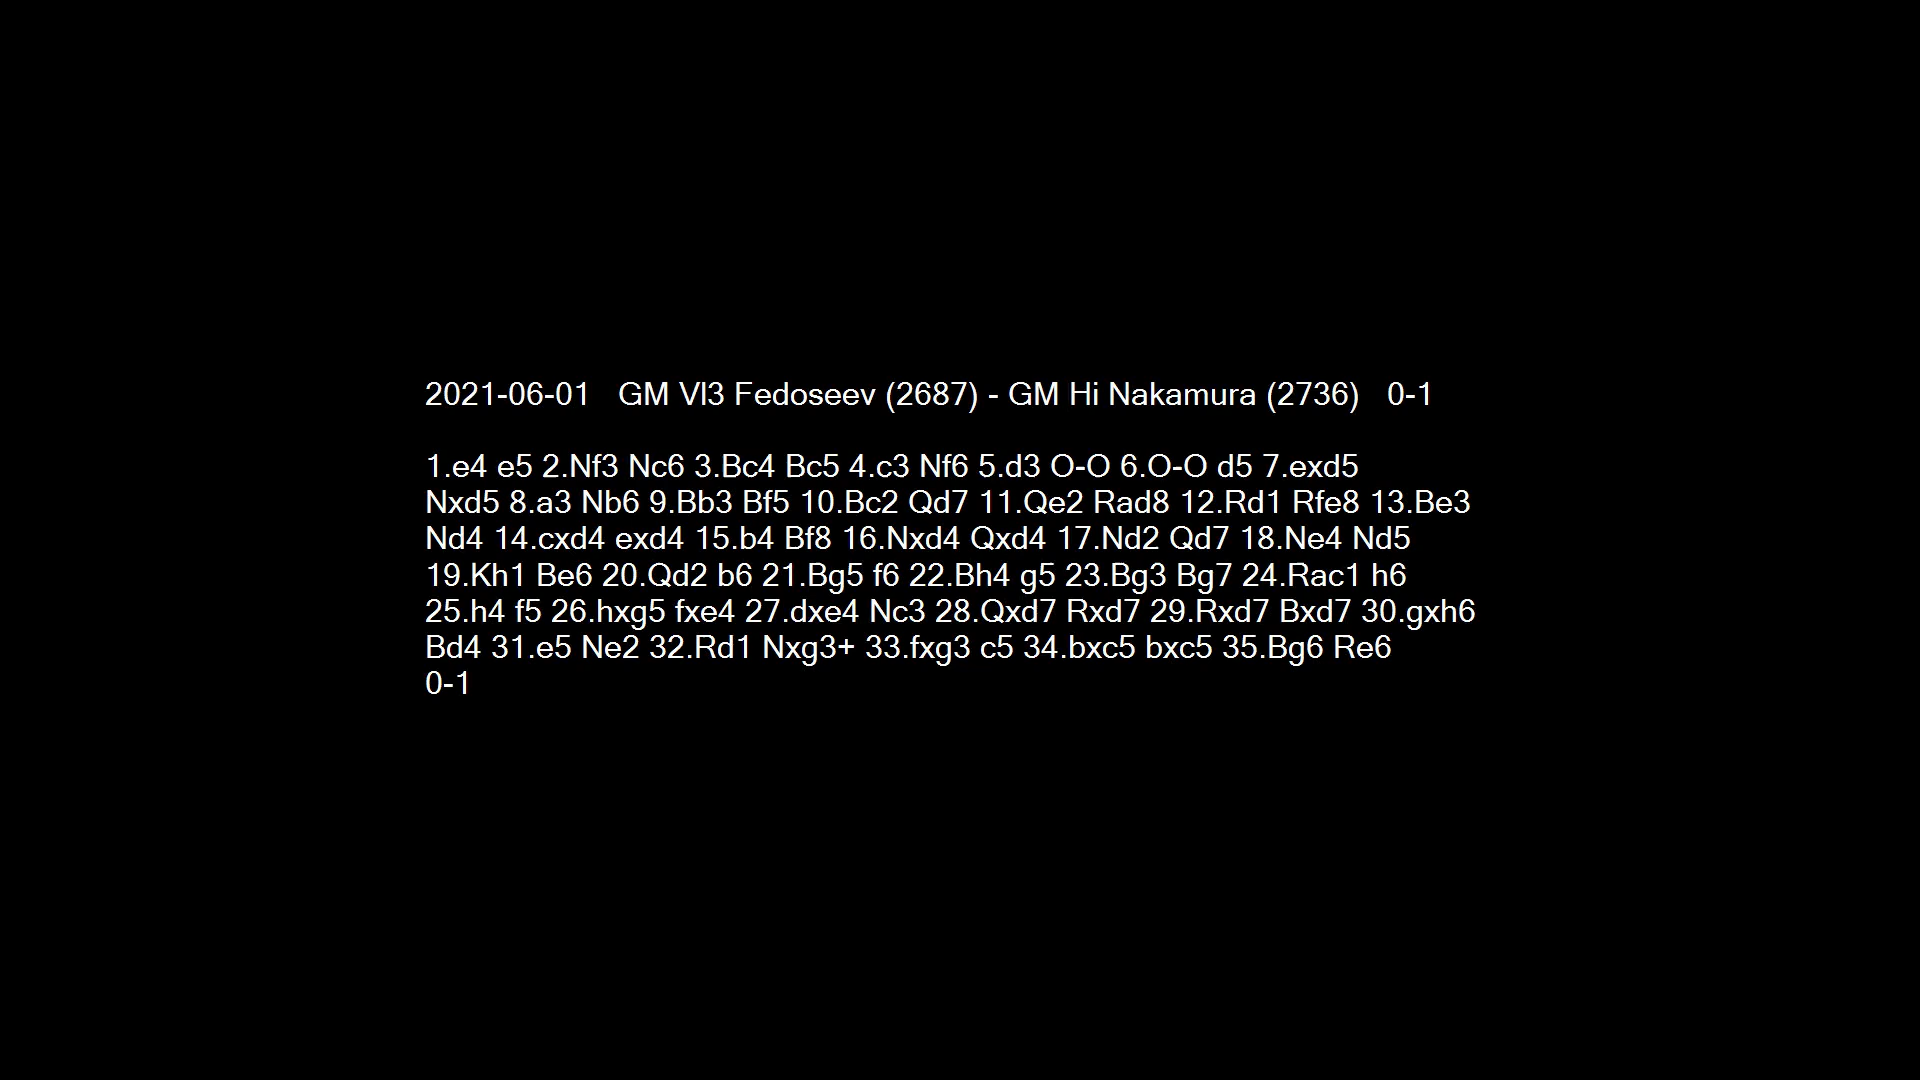 2021-06-01   GM Vl3 Fedoseev (2687) - GM Hi Nakamura (2736)   0-1
1.e4 e5 2.Nf3 Nc6 3.Bc4 Bc5 4.c3 Nf6 5.d3 O-O 6.O-O d5 7.exd5
Nxd5 8.a3 Nb6 9.Bb3 Bf5 10.Bc2 Qd7 11.Qe2 Rad8 12.Rd1 Rfe8 13.Be3
Nd4 14.cxd4 exd4 15.b4 Bf8 16.Nxd4 Qxd4 17.Nd2 Qd7 18.Ne4 Nd5
19.Kh1 Be6 20.Qd2 b6 21.Bg5 f6 22.Bh4 g5 23.Bg3 Bg7 24.Rac1 h6
25.h4 f5 26.hxg5 fxe4 27.dxe4 Nc3 28.Qxd7 Rxd7 29.Rxd7 Bxd7 30.gxh6
Bd4 31.e5 Ne2 32.Rd1 Nxg3+ 33.fxg3 c5 34.bxc5 bxc5 35.Bg6 Re6
0-1